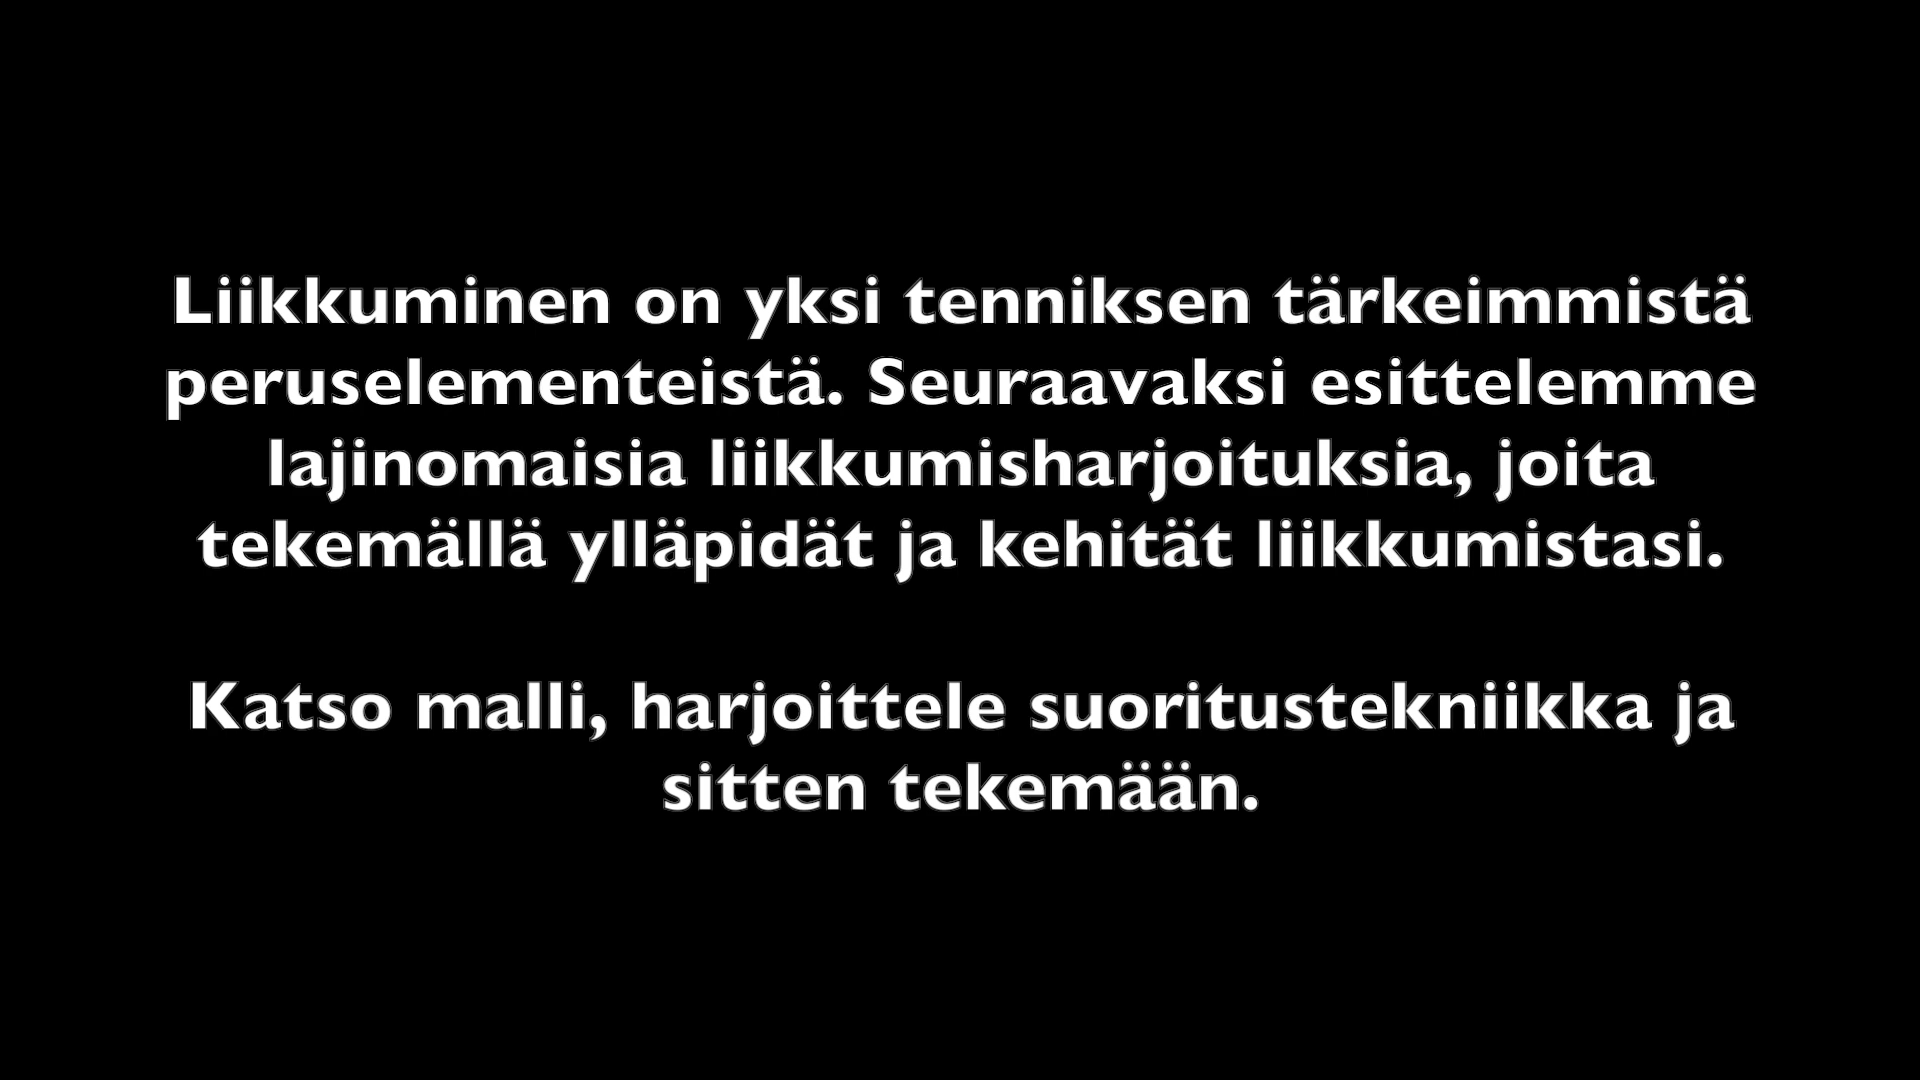 Liikkuminen on yksi tenniksen tärkeimmistä
peruselementeistä. Seuraavaksi esittelemme
lajinomaisia liikkumisharjoituksia, joita
tekemällä ylläpidät ja kehität liikkumistasi.
Katso malli, harjoittele suoritustekniikka ja
sitten tekemään.